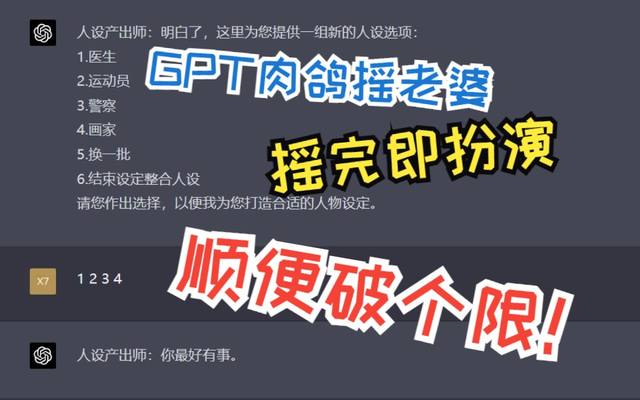 人设产出师：明白了，这里为您提供一组新的人设选项：
1.医生
2.运动员
3.警察
4.画家
5.换一批
6.结束设定整合人设
请您作出选择，以便我为您打造合适的人物设定。
GPT肉鸽摇老婆
摇完即扮演
顺便破个限!
X7
1 2 3 4
人设产出师：你最好有事。